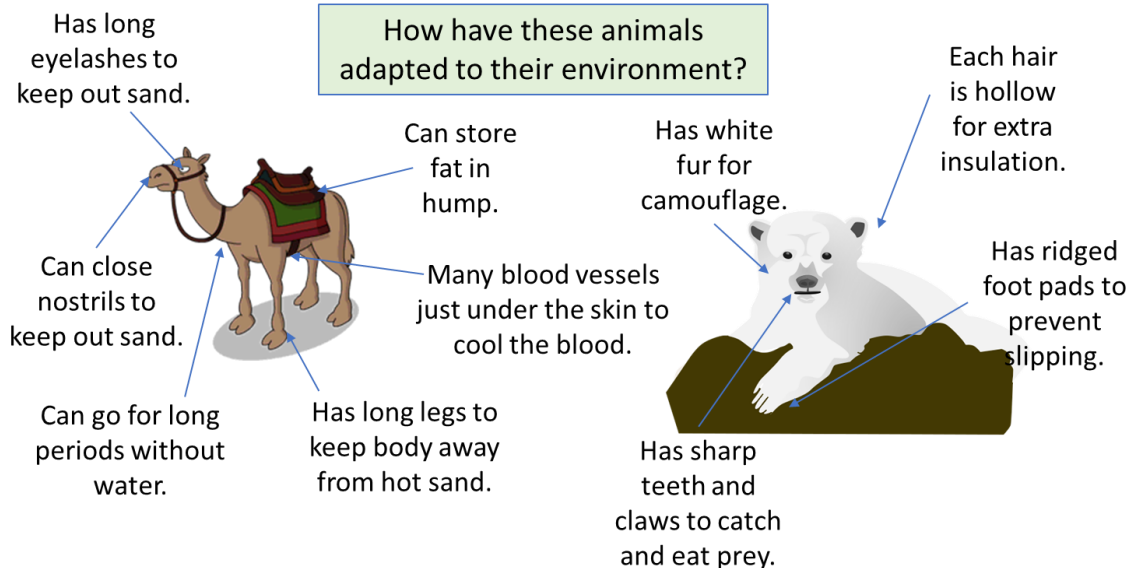 How have these animals
adapted to their environment?
Has long
eyelashes to
keep out sand.
Can store
fat in
hump.
Can close
nostrils to
keep out sand.
Many blood vessels
just under the skin to
cool the blood.
Can go for long
periods without
water.
Has long legs to
keep body away
from hot sand.
Has white
fur for
camouflage.
Each hair
is hollow
for extra
insulation.
Has ridged
foot pads to
prevent
slipping.
Has sharp
teeth and
claws to catch
and eat prey.